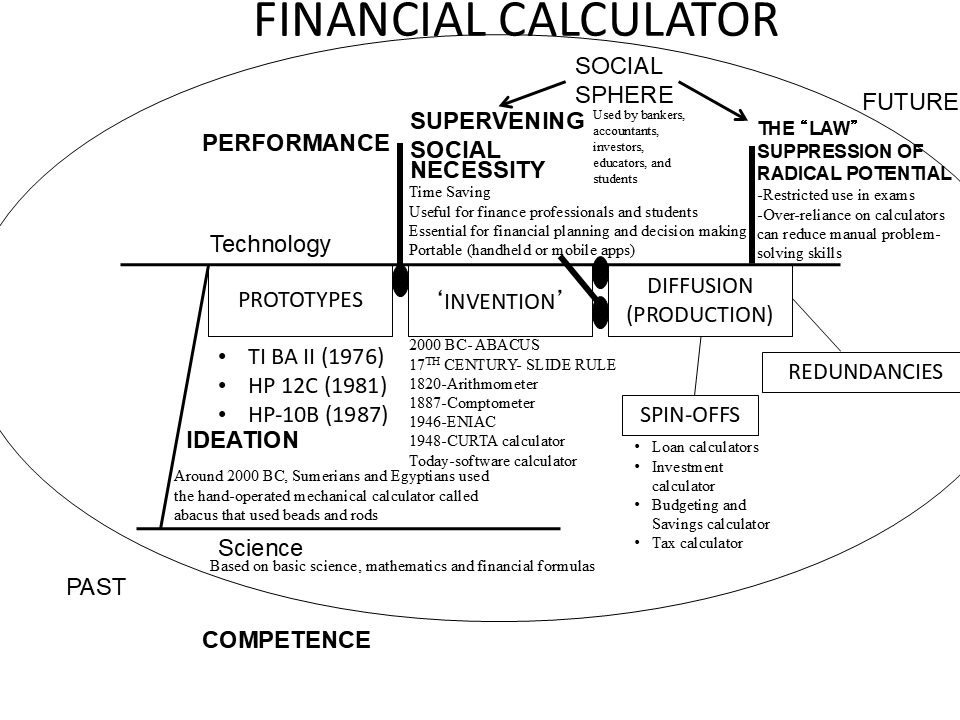 FINANCIAL CALCULATOR
SOCIAL
SPHERE
FUTURE
PERFORMANCE
SUPERVENING
SOCIAL
NECESSITY
Time Saving
Useful for finance professionals and students
Essential for financial planning and decision making
Portable (handheld or mobile apps)
Used by bankers,
accountants,
investors,
educators, and
students
THE “LAW”
SUPPRESSION OF
RADICAL POTENTIAL
-Restricted use in exams
-Over-reliance on calculators
can reduce manual problem-
solving skills
Technology
PROTOTYPES
‘INVENTION’
DIFFUSION
(PRODUCTION)
• TI BA II (1976)
• HP 12C (1981)
• HP-10B (1987)
2000 BC- ABACUS
17TH CENTURY- SLIDE RULE
1820-Arithmometer
1887-Comptometer
1946-ENIAC
1948-CURTA calculator
Today-software calculator
REDUNDANCIES
SPIN-OFFS
• Loan calculators
• Investment
calculator
• Budgeting and
Savings calculator
• Tax calculator
IDEATION
Around 2000 BC, Sumerians and Egyptians used
the hand-operated mechanical calculator called
abacus that used beads and rods
Science
Based on basic science, mathematics and financial formulas
PAST
COMPETENCE